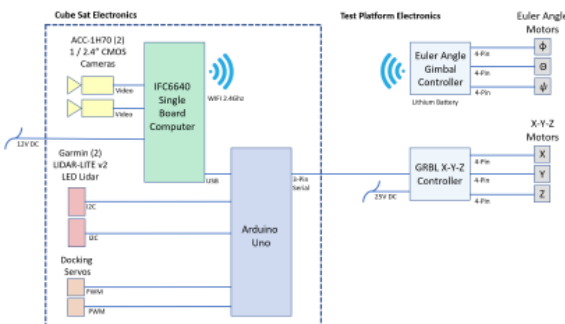 Cube Sat Electronics
Test Platform Electronics
Euler Angle
Motors
ACC-1H70 (2)
1 / 2.4" CMOS
Cameras
Video
Video
IFC6640
Single
Board
Computer
WIFI 2.4Ghz
Euler Angle
Gimbal
Controller
Lithium Battery
4-Pin
4-Pin
4-Pin
Φ
Θ
ψ
12V DC
Garmin (2)
LIDAR-LITE v2
LED Lidar
I2C
I2C
USB
3-Pin
Serial
Arduino
Uno
GRBL X-Y-Z
Controller
25V DC
X-Y-Z
Motors
4-Pin
4-Pin
4-Pin
X
Y
Z
Docking
Servos
PWM
PWM